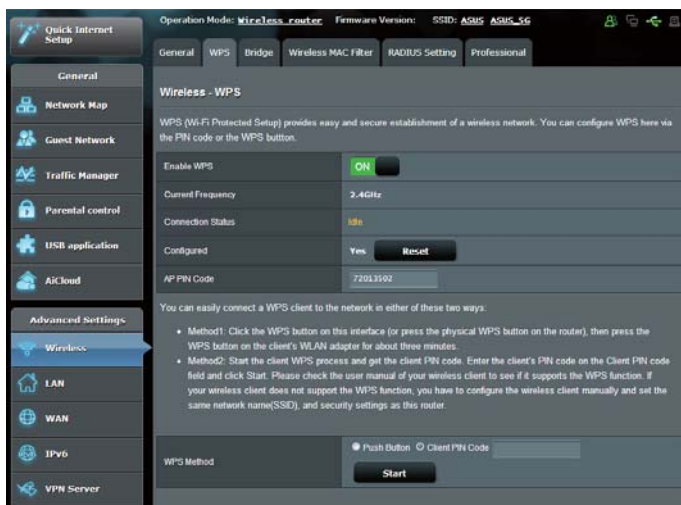 Quick Internet
Setup
Operation Mode: Wireless router Firmware Version: SSID: ASUS ASUS_5G
General WPS Bridge Wireless MAC Filter RADIUS Setting Professional
General
Network Map
Guest Network
Traffic Manager
Parental control
USB application
AiCloud
Advanced Settings
Wireless
LAN
WAN
IPv6
VPN Server
Wireless - WPS
WPS (Wi-Fi Protected Setup) provides easy and secure establishment of a wireless network. You can configure WPS here via
the PIN code or the WPS buttton.
Enable WPS ON
Current Frequency 2.4GHz
Connection Status Idle
Configured Yes Reset
AP PIN Code 72013502
You can easily connect a WPS client to the network in either of these two ways:
• Method1: Click the WPS button on this interface (or press the physical WPS button on the router), then press the
WPS button on the client's WLAN adapter for about three minutes.
• Method2: Start the client WPS process and get the client PIN code. Enter the client's PIN code on the Client PIN code
field and click Start. Please check the user manual of your wireless client to see if it supports the WPS function. If
your wireless client does not support the WPS function, you have to configure the wireless client manually and set the
same network name(SSID), and security settings as this router.
WPS Method Push Button Client PIN Code
Start